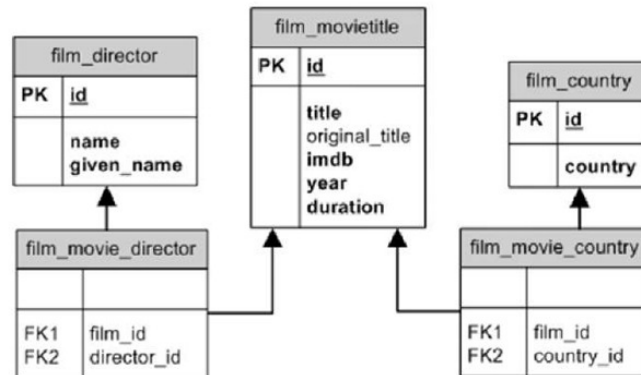 film_director
PK id
name
given_name
film_movietitle
PK id
title
original_title
imdb
year
duration
film_country
PK id
country
film_movie_director
FK1 film_id
FK2 director_id
film_movie_country
FK1 film_id
FK2 country_id